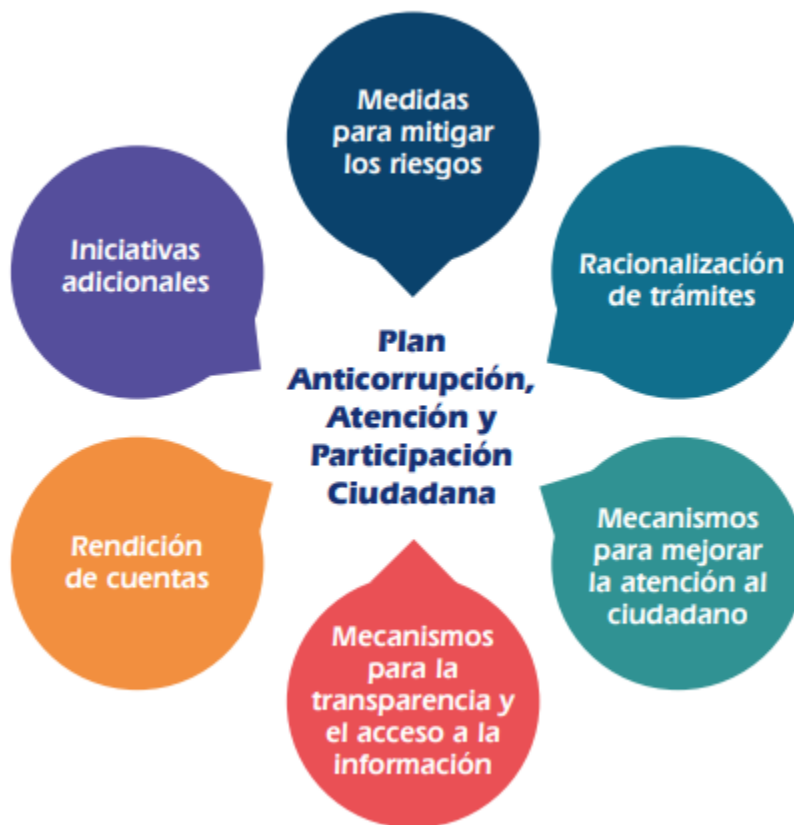 Medidas
para mitigar
los riesgos
Racionalización
de trámites
Mecanismos
para mejorar
la atención al
ciudadano
Mecanismos
para la
transparencia y
el acceso a la
información
Rendición
de cuentas
Iniciativas
adicionales
Plan
Anticorrupción,
Atención y
Participación
Ciudadana